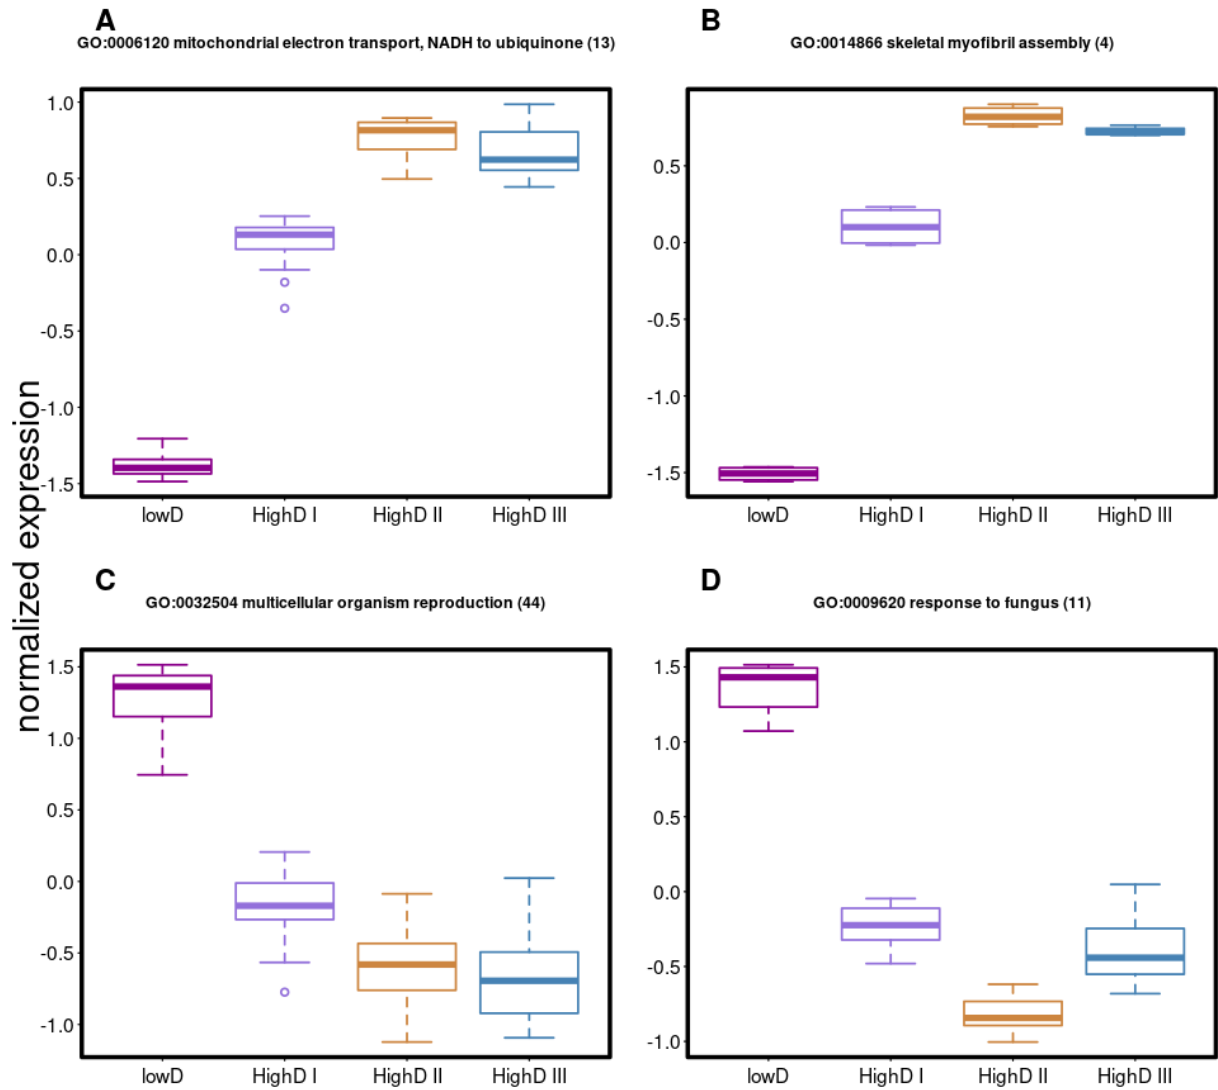 A
GO:0006120 mitochondrial electron transport, NADH to ubiquinone (13)
1.0
0.5
0.0
-0.5
-1.0
-1.5
lowD HighD I HighD II HighD III
B
GO:0014866 skeletal myofibril assembly (4)
0.5
0.0
-0.5
-1.0
-1.5
lowD HighD I HighD II HighD III
normalized expression
C
GO:0032504 multicellular organism reproduction (44)
1.5
1.0
0.5
0.0
-0.5
-1.0
lowD HighD I HighD II HighD III
D
GO:0009620 response to fungus (11)
1.5
1.0
0.5
0.0
-0.5
-1.0
lowD HighD I HighD II HighD III